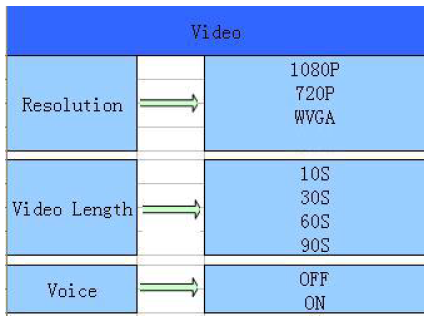 Video
Resolution
1080P
720P
WVGA
Video Length
10S
30S
60S
90S
Voice
OFF
ON